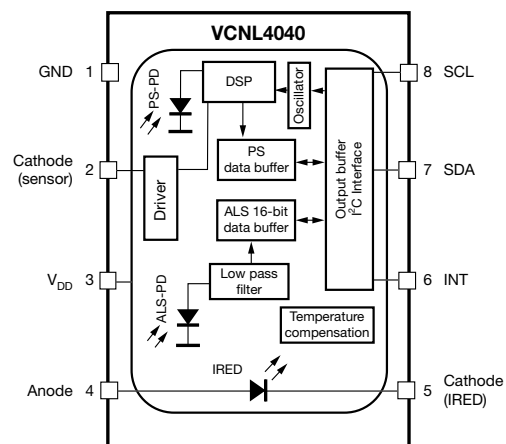 VCNL4040
GND 1
8 SCL
PS-PD
DSP
Oscillator
Cathode
(sensor)
2
PS
data buffer
Output buffer
I²C Interface
7 SDA
Driver
ALS 16-bit
data buffer
VDD 3
ALS-PD
Low pass
filter
6 INT
Temperature
compensation
IRED
Anode 4
5 Cathode
(IRED)